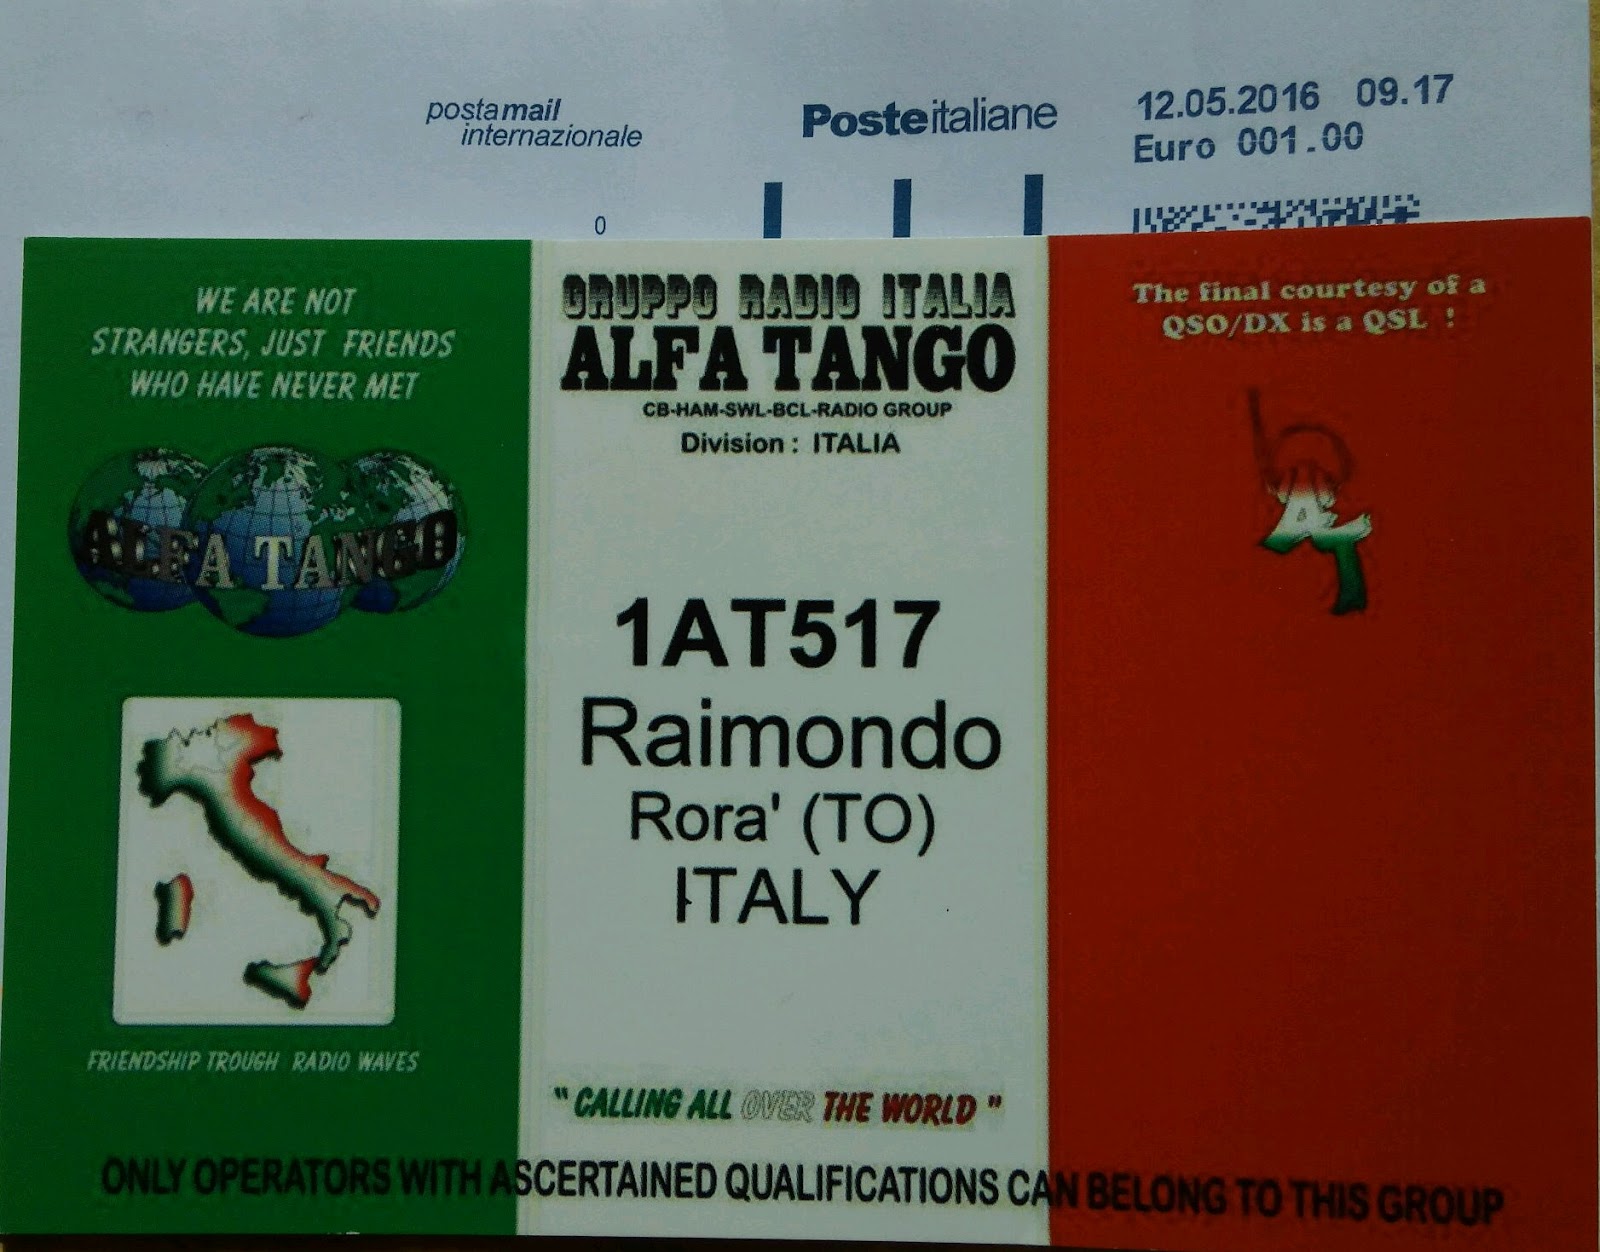 postamail
internazionale
Posteitaliane
12.05.2016 09.17
Euro 001.00
0
WE ARE NOT
STRANGERS, JUST FRIENDS
WHO HAVE NEVER MET
ALFA TANGO
FRIENDSHIP TROUGH RADIO WAVES
GRUPPO RADIO ITALIA
ALFA TANGO
CB-HAM-SWL-BCL-RADIO GROUP
Division : ITALIA
1AT517
Raimondo
Rora' (TO)
ITALY
" CALLING ALL OVER THE WORLD "
The final courtesy of a
QSO/DX is a QSL !
AT
ONLY OPERATORS WITH ASCERTAINED QUALIFICATIONS CAN BELONG TO THIS GROUP